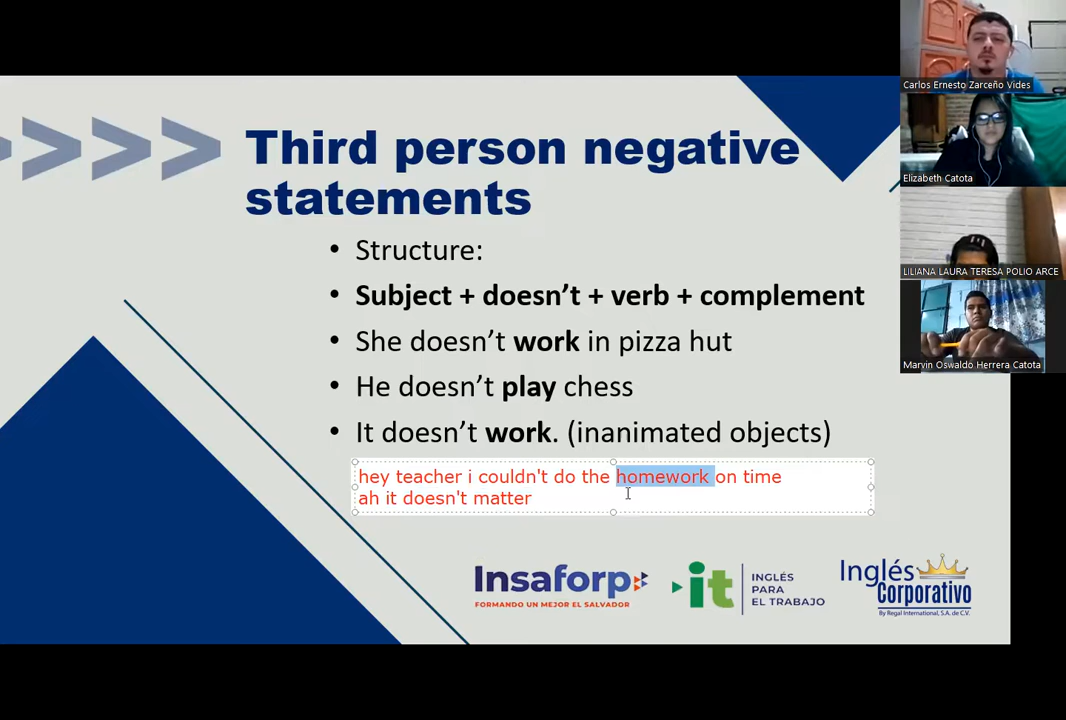 Third person negative
statements
• Structure:
• Subject + doesn't + verb + complement
• She doesn't work in pizza hut
• He doesn't play chess
• It doesn't work. (inanimated objects)
hey teacher i couldn't do the homework on time
ah it doesn't matter
Insaforp
FORMANDO UN MEJOR EL SALVADOR
it
INGLÉS
PARA
EL TRABAJO
Inglés
Corporativo
By Regal International, S.A. de C.V.
Carlos Ernesto Zarceño Vides
Elizabeth Catota
LILIANA LAURA TERESA POLIO ARCE
Marvin Oswaldo Herrera Catota